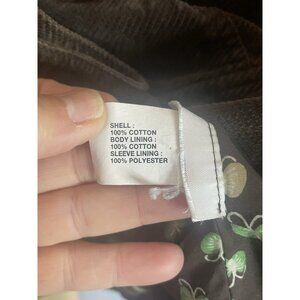 SHELL :
100% COTTON
BODY LINING :
100% COTTON
SLEEVE LINING :
100% POLYESTER